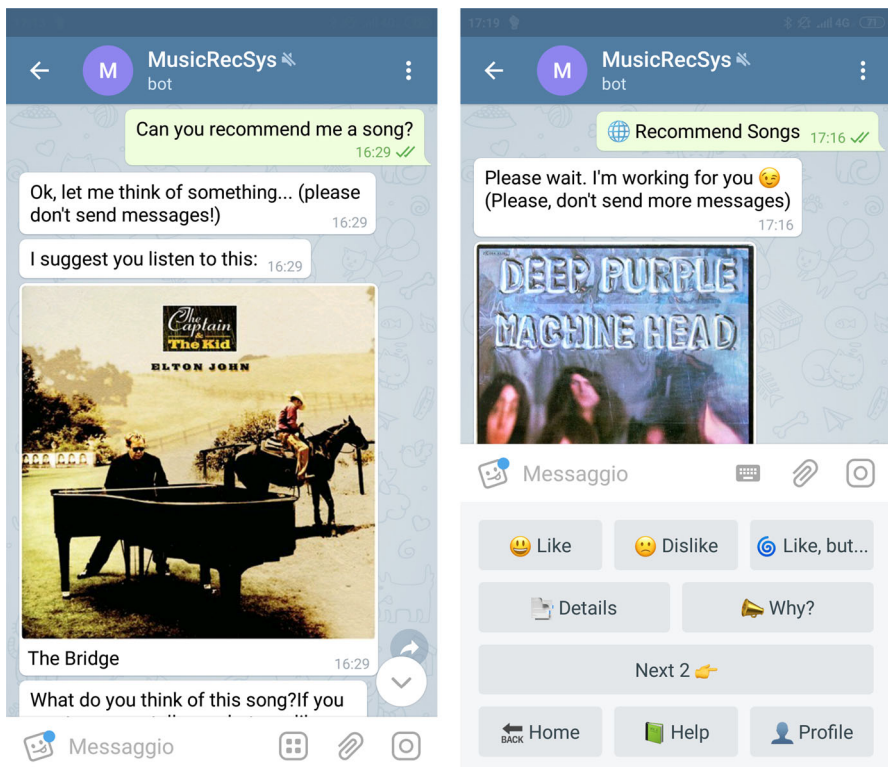 MusicRecSys
bot
Can you recommend me a song?
16:29
Ok, let me think of something... (please
don't send messages!)
16:29
I suggest you listen to this:
16:29
The
Captain
&
The Kid
ELTON JOHN
The Bridge
16:29
What do you think of this song?If you
Messaggio
17:19
4G
MusicRecSys
bot
Recommend Songs
17:16
Please wait. I'm working for you 😉
(Please, don't send more messages)
17:16
DEEP PURPLE
MACHINE HEAD
Messaggio
Like
Dislike
Like, but...
Details
Why?
Next 2
BACK Home
Help
Profile